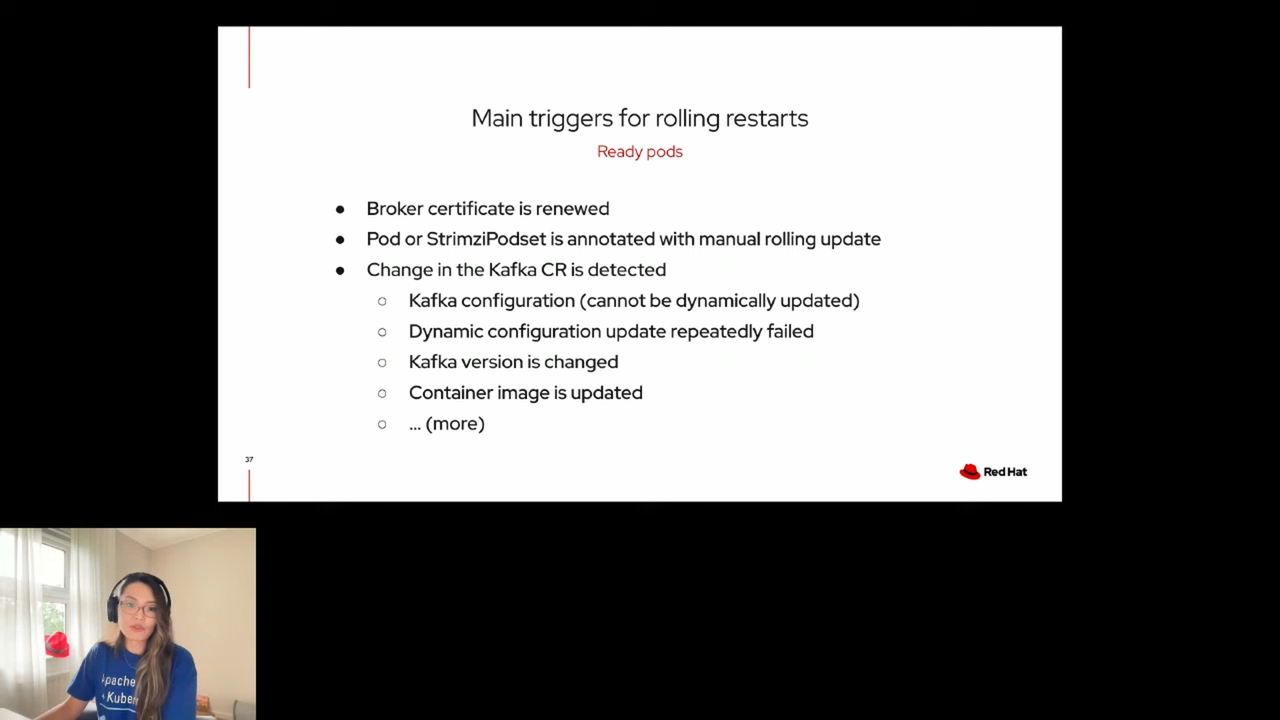 Main triggers for rolling restarts
Ready pods
● Broker certificate is renewed
● Pod or StrimziPodset is annotated with manual rolling update
● Change in the Kafka CR is detected
○ Kafka configuration (cannot be dynamically updated)
○ Dynamic configuration update repeatedly failed
○ Kafka version is changed
○ Container image is updated
○ ... (more)
37
Red Hat
pache
+ Kuber